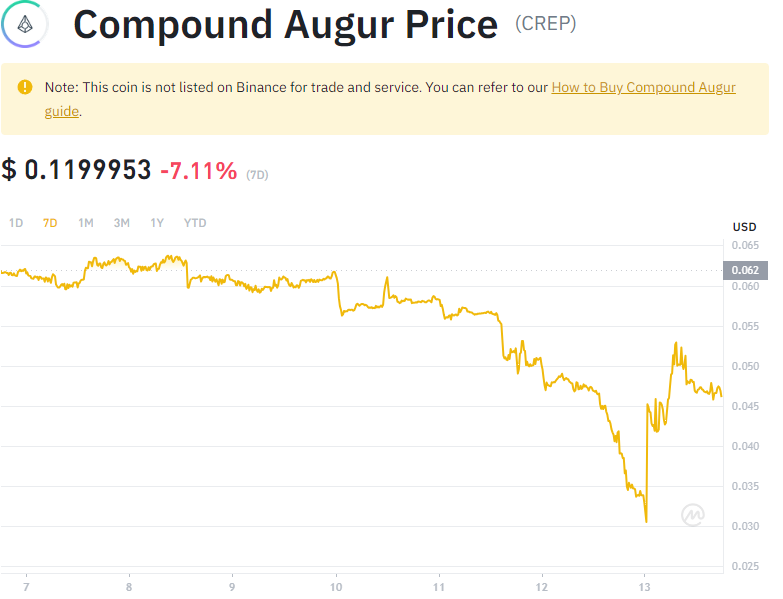 Compound Augur Price (CREP)
Note: This coin is not listed on Binance for trade and service. You can refer to our How to Buy Compound Augur
guide.
$ 0.1199953 -7.11% (7D)
1D 7D 1M 3M 1Y YTD
USD
0.065
0.062
0.060
0.055
0.050
0.045
0.040
0.035
0.030
0.025
7 8 9 10 11 12 13